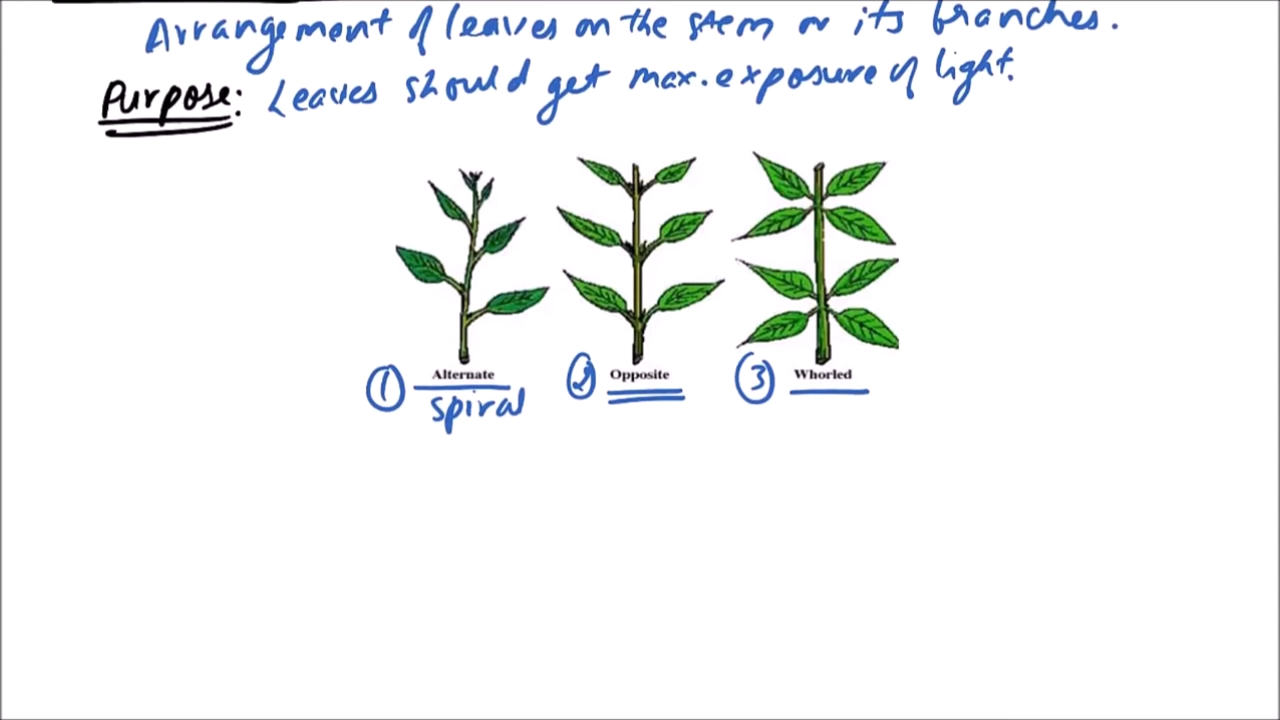 Arrangement of leaves on the stem or its branches.
Purpose: Leaves should get max. exposure of light.
① Alternate ② Opposite ③ Whorled
spiral